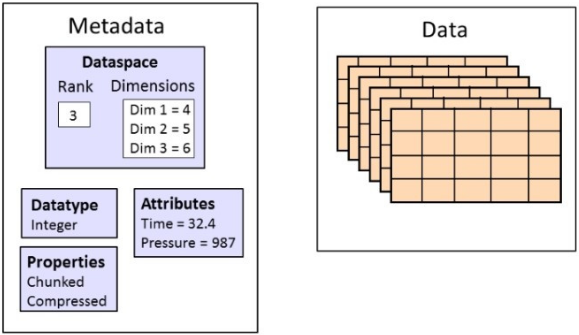 Metadata
Dataspace
Rank
Dimensions
3
Dim 1 = 4
Dim 2 = 5
Dim 3 = 6
Datatype
Integer
Attributes
Time = 32.4
Pressure = 987
Properties
Chunked
Compressed
Data